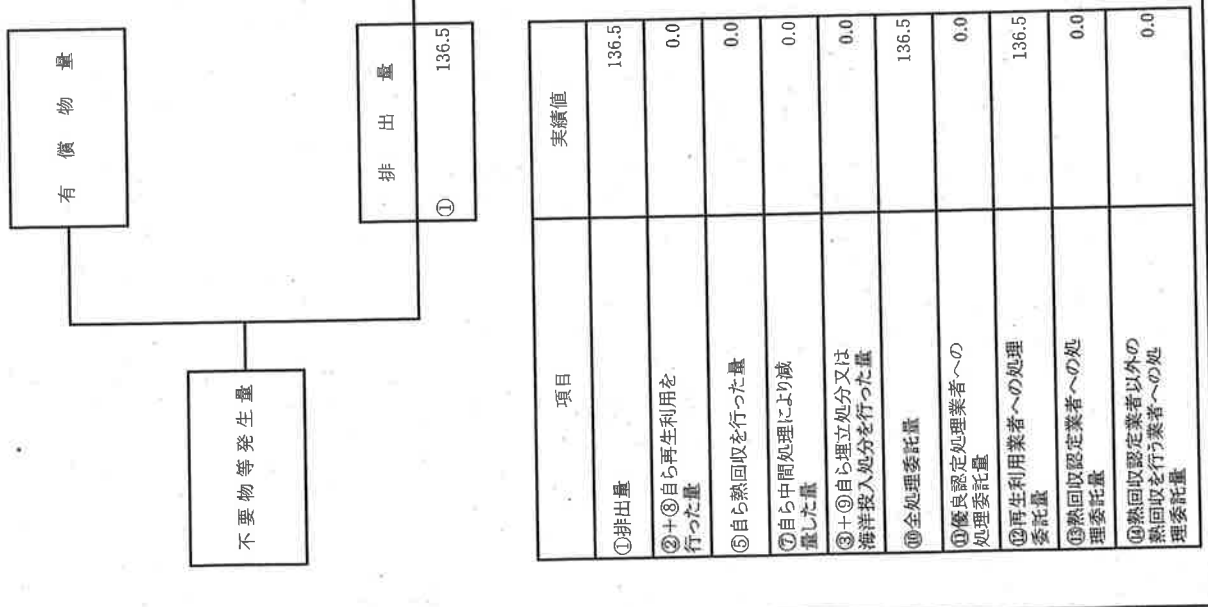 有償物量
不要物等発生量
排出量
① 136.5
項目 実績値
①排出量 136.5
②+⑧自ら再生利用を
行った量 0.0
⑤自ら熱回収を行った量 0.0
⑦自ら中間処理により減
量した量 0.0
③+⑨自ら埋立処分又は
海洋投入処分を行った量 0.0
⑩全処理委託量 136.5
⑪優良認定処理業者への
処理委託量 0.0
⑫再生利用業者への処理
委託量 136.5
⑬熱回収認定業者への処
理委託量 0.0
⑭熱回収認定業者以外の
熱回収を行う業者への処
理委託量 0.0